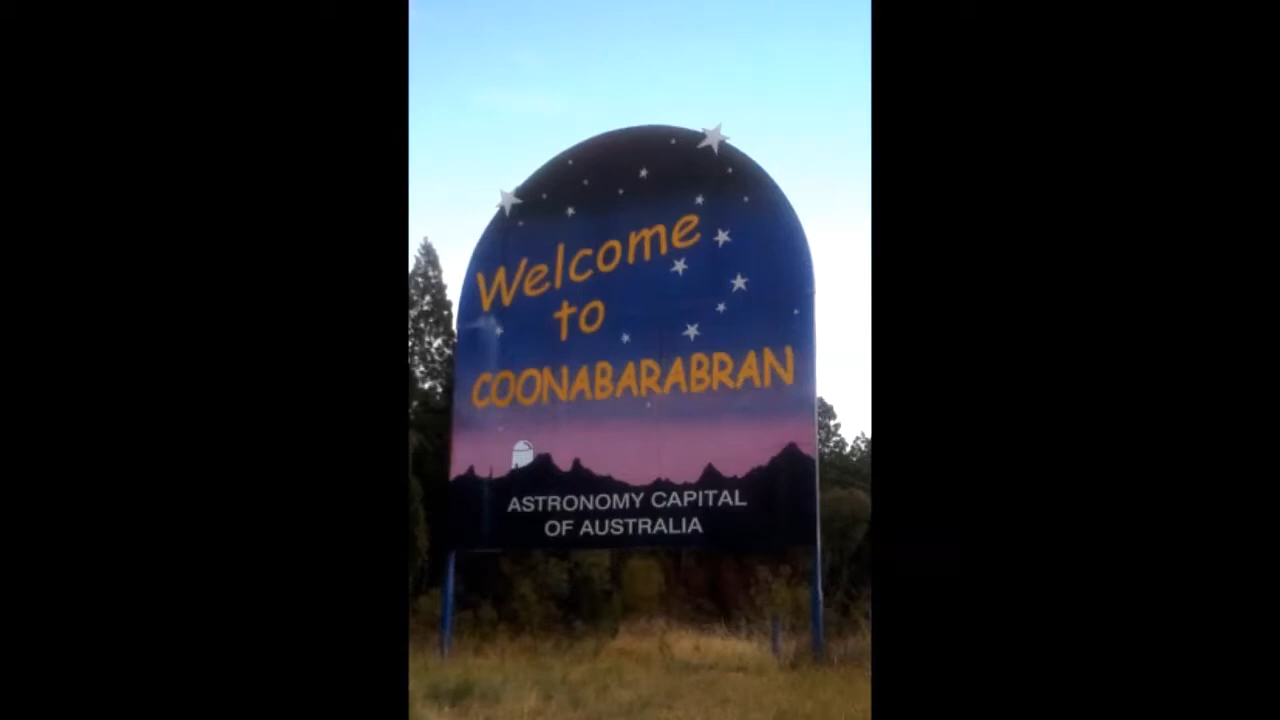 Welcome
to
COONABARABRAN
ASTRONOMY CAPITAL
OF AUSTRALIA